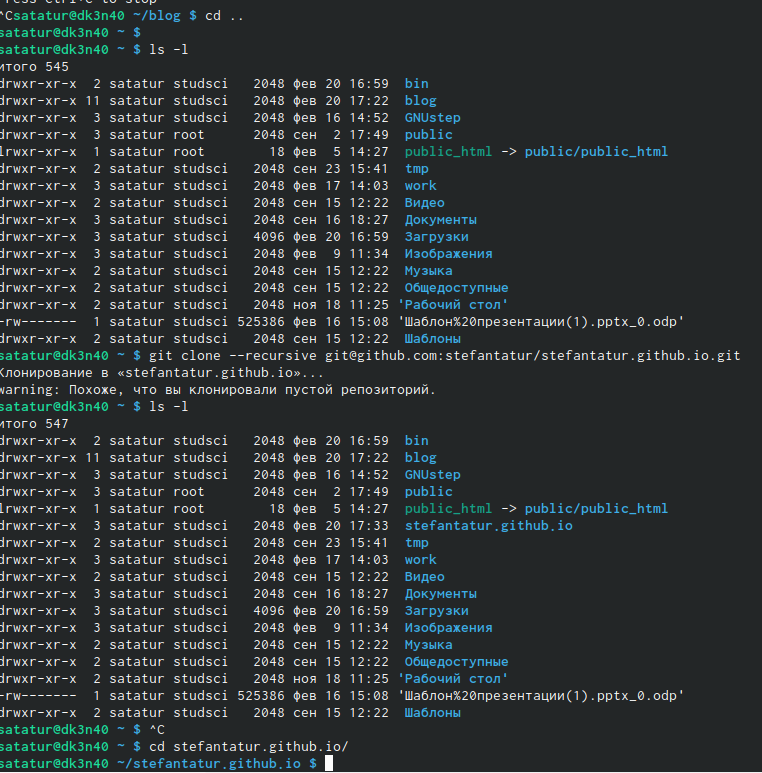 Press Ctrl+C to stop
^Csatatur@dk3n40 ~/blog $ cd ..
satatur@dk3n40 ~ $
satatur@dk3n40 ~ $ ls -l
итого 545
drwxr-xr-x  2 satatur studsci   2048 фев 20 16:59  bin
drwxr-xr-x 11 satatur studsci   2048 фев 20 17:22  blog
drwxr-xr-x  3 satatur studsci   2048 фев 16 14:52  GNUstep
drwxr-xr-x  3 satatur root      2048 сен  2 17:49  public
lrwxr-xr-x  1 satatur root        18 фев  5 14:27  public_html -> public/public_html
drwxr-xr-x  2 satatur studsci   2048 сен 23 15:41  tmp
drwxr-xr-x  3 satatur studsci   2048 фев 17 14:03  work
drwxr-xr-x  2 satatur studsci   2048 сен 15 12:22  Видео
drwxr-xr-x  3 satatur studsci   2048 сен 16 18:27  Документы
drwxr-xr-x  3 satatur studsci   4096 фев 20 16:59  Загрузки
drwxr-xr-x  3 satatur studsci   2048 фев  9 11:34  Изображения
drwxr-xr-x  2 satatur studsci   2048 сен 15 12:22  Музыка
drwxr-xr-x  2 satatur studsci   2048 сен 15 12:22  Общедоступные
drwxr-xr-x  2 satatur studsci   2048 ноя 18 11:25 'Рабочий стол'
-rw-------  1 satatur studsci 525386 фев 16 15:08 'Шаблон%20презентации(1).pptx_0.odp'
drwxr-xr-x  2 satatur studsci   2048 сен 15 12:22  Шаблоны
satatur@dk3n40 ~ $ git clone --recursive git@github.com:stefantatur/stefantatur.github.io.git
Клонирование в «stefantatur.github.io»...
warning: Похоже, что вы клонировали пустой репозиторий.
satatur@dk3n40 ~ $ ls -l
итого 547
drwxr-xr-x  2 satatur studsci   2048 фев 20 16:59  bin
drwxr-xr-x 11 satatur studsci   2048 фев 20 17:22  blog
drwxr-xr-x  3 satatur studsci   2048 фев 16 14:52  GNUstep
drwxr-xr-x  3 satatur root      2048 сен  2 17:49  public
lrwxr-xr-x  1 satatur root        18 фев  5 14:27  public_html -> public/public_html
drwxr-xr-x  3 satatur studsci   2048 фев 20 17:33  stefantatur.github.io
drwxr-xr-x  2 satatur studsci   2048 сен 23 15:41  tmp
drwxr-xr-x  3 satatur studsci   2048 фев 17 14:03  work
drwxr-xr-x  2 satatur studsci   2048 сен 15 12:22  Видео
drwxr-xr-x  3 satatur studsci   2048 сен 16 18:27  Документы
drwxr-xr-x  3 satatur studsci   4096 фев 20 16:59  Загрузки
drwxr-xr-x  3 satatur studsci   2048 фев  9 11:34  Изображения
drwxr-xr-x  2 satatur studsci   2048 сен 15 12:22  Музыка
drwxr-xr-x  2 satatur studsci   2048 сен 15 12:22  Общедоступные
drwxr-xr-x  2 satatur studsci   2048 ноя 18 11:25 'Рабочий стол'
-rw-------  1 satatur studsci 525386 фев 16 15:08 'Шаблон%20презентации(1).pptx_0.odp'
drwxr-xr-x  2 satatur studsci   2048 сен 15 12:22  Шаблоны
satatur@dk3n40 ~ $ ^C
satatur@dk3n40 ~ $ cd stefantatur.github.io/
satatur@dk3n40 ~/stefantatur.github.io $